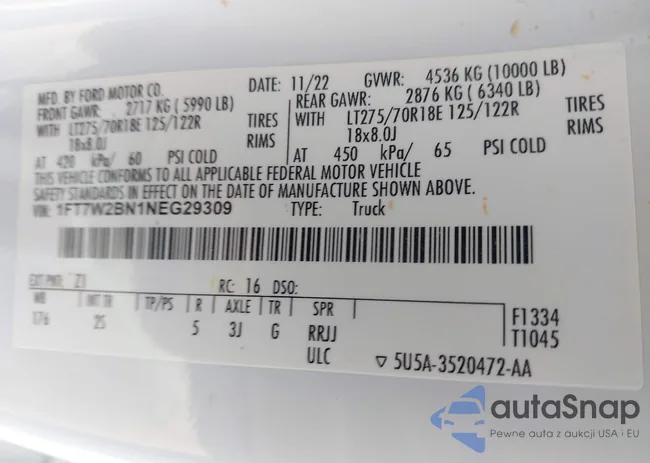 MFD. BY FORD MOTOR CO. DATE: 11/22 GVWR: 4536 KG (10000 LB)
FRONT GAWR: 2717 KG ( 5990 LB) REAR GAWR: 2876 KG ( 6340 LB)
WITH LT275/70R18E 125/122R TIRES WITH LT275/70R18E 125/122R TIRES
18x8.0J RIMS 18x8.0J RIMS
AT 420 kPa/ 60 PSI COLD AT 450 kPa/ 65 PSI COLD
THIS VEHICLE CONFORMS TO ALL APPLICABLE FEDERAL MOTOR VEHICLE
SAFETY STANDARDS IN EFFECT ON THE DATE OF MANUFACTURE SHOWN ABOVE.
VIN: 1FT7W2BN1NEG29309 TYPE: Truck
EXT PNT: Z1 RC: 16 DSO:
WB INT TR TP/PS R AXLE TR SPR F1334
176 2S 5 3J G RRJJ T1045
ULC ▽ 5U5A-3520472-AA
autaSnap
Pewne auta z aukcji USA i EU